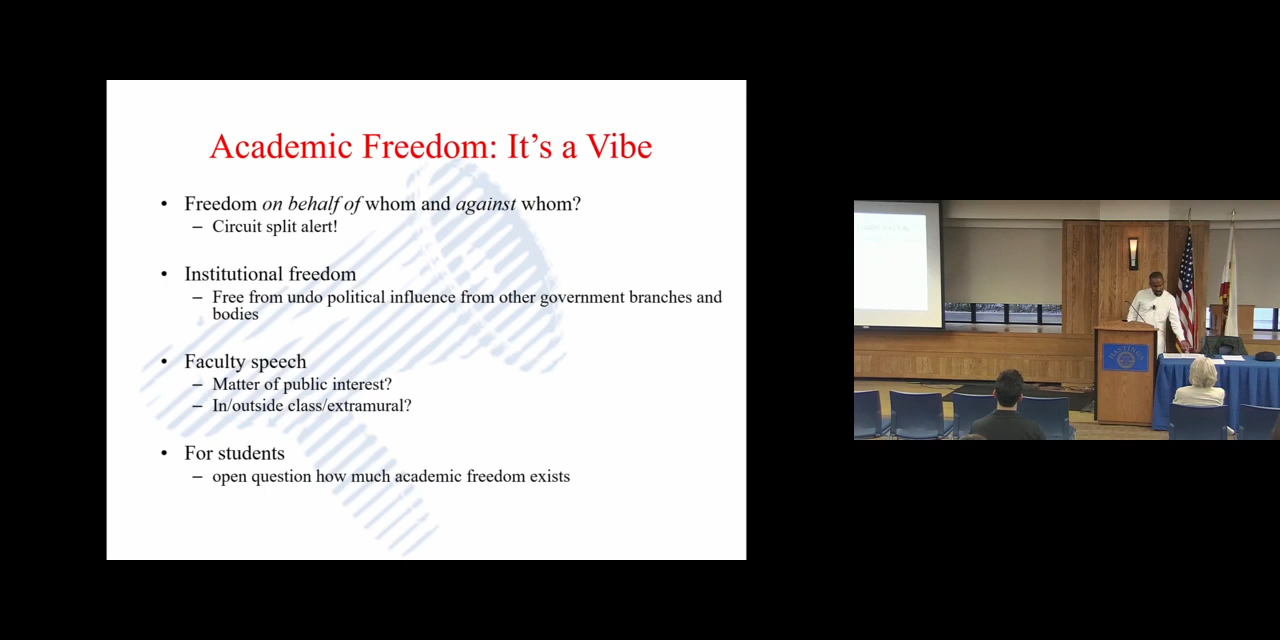 Academic Freedom: It's a Vibe
• Freedom on behalf of whom and against whom?
– Circuit split alert!
• Institutional freedom
– Free from undo political influence from other government branches and
bodies
• Faculty speech
– Matter of public interest?
– In/outside class/extramural?
• For students
– open question how much academic freedom exists
HASTINGS